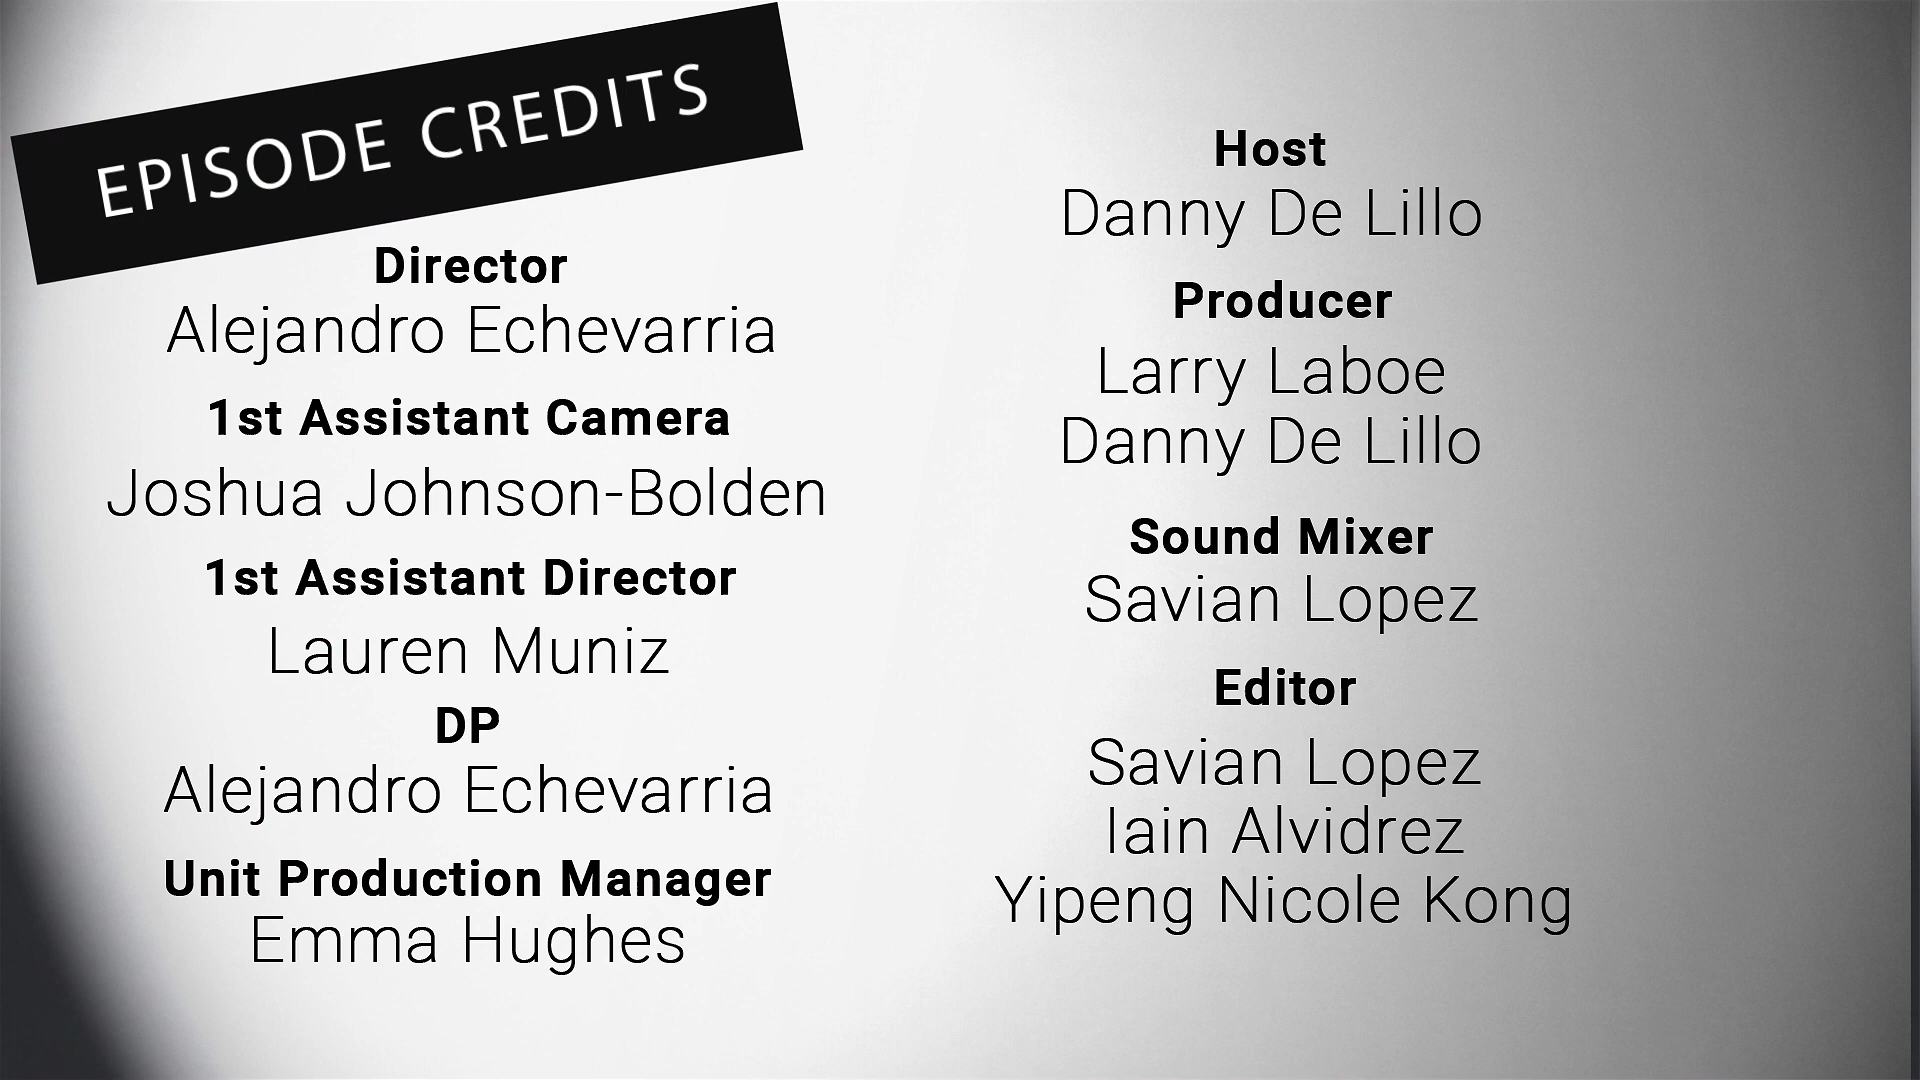 EPISODE CREDITS
Director
Alejandro Echevarria
1st Assistant Camera
Joshua Johnson-Bolden
1st Assistant Director
Lauren Muniz
DP
Alejandro Echevarria
Unit Production Manager
Emma Hughes
Host
Danny De Lillo
Producer
Larry Laboe
Danny De Lillo
Sound Mixer
Savian Lopez
Editor
Savian Lopez
Iain Alvidrez
Yipeng Nicole Kong